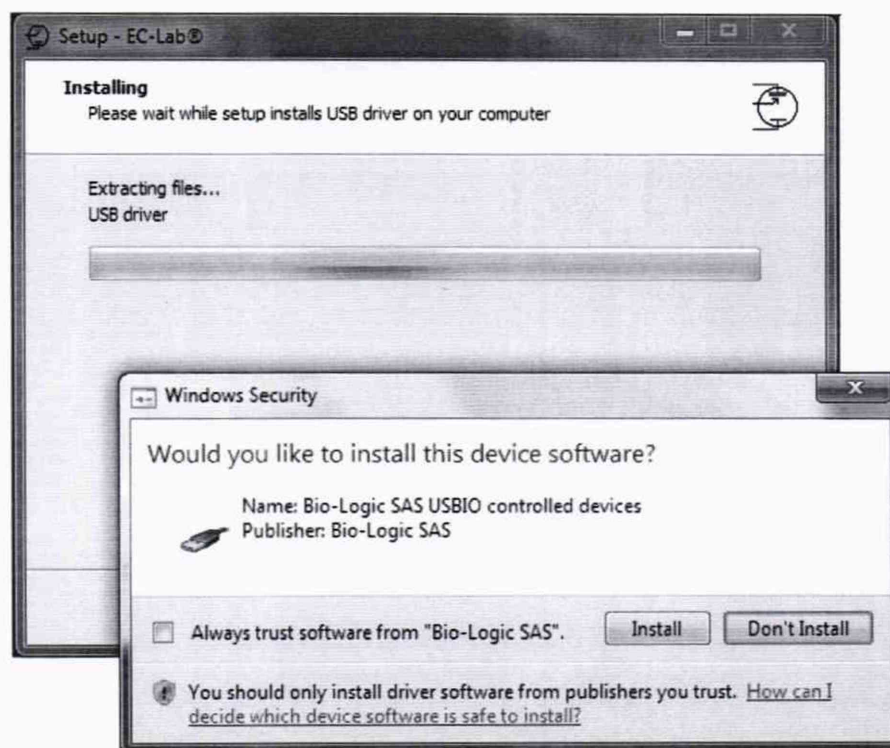 Setup - EC-Lab®
Installing
Please wait while setup installs USB driver on your computer
Extracting files...
USB driver
Windows Security
Would you like to install this device software?
Name: Bio-Logic SAS USBIO controlled devices
Publisher: Bio-Logic SAS
Always trust software from "Bio-Logic SAS".
Install
Don't Install
You should only install driver software from publishers you trust. How can I
decide which device software is safe to install?